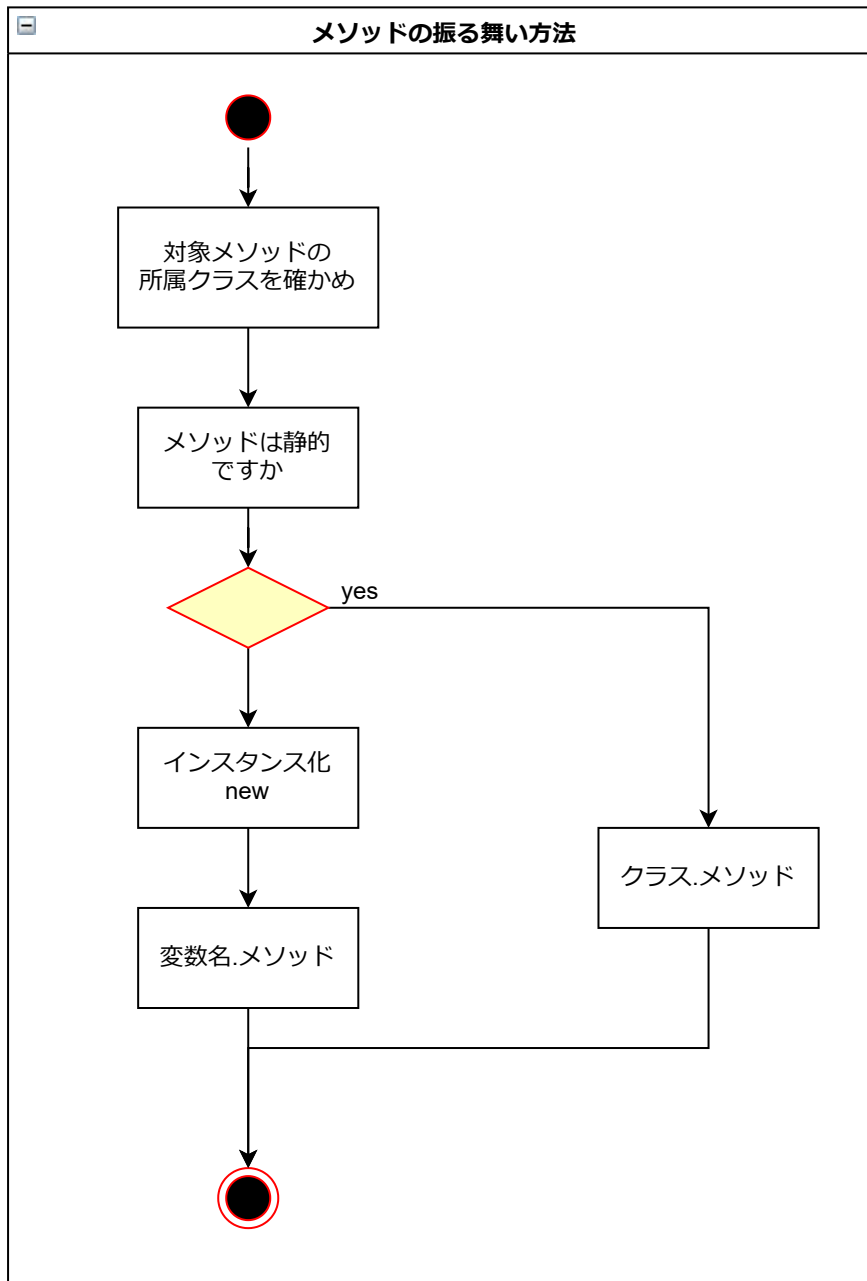 メソッドの振る舞い方法
対象メソッドの
所属クラスを確かめ
メソッドは静的
ですか
yes
インスタンス化
new
クラス.メソッド
変数名.メソッド